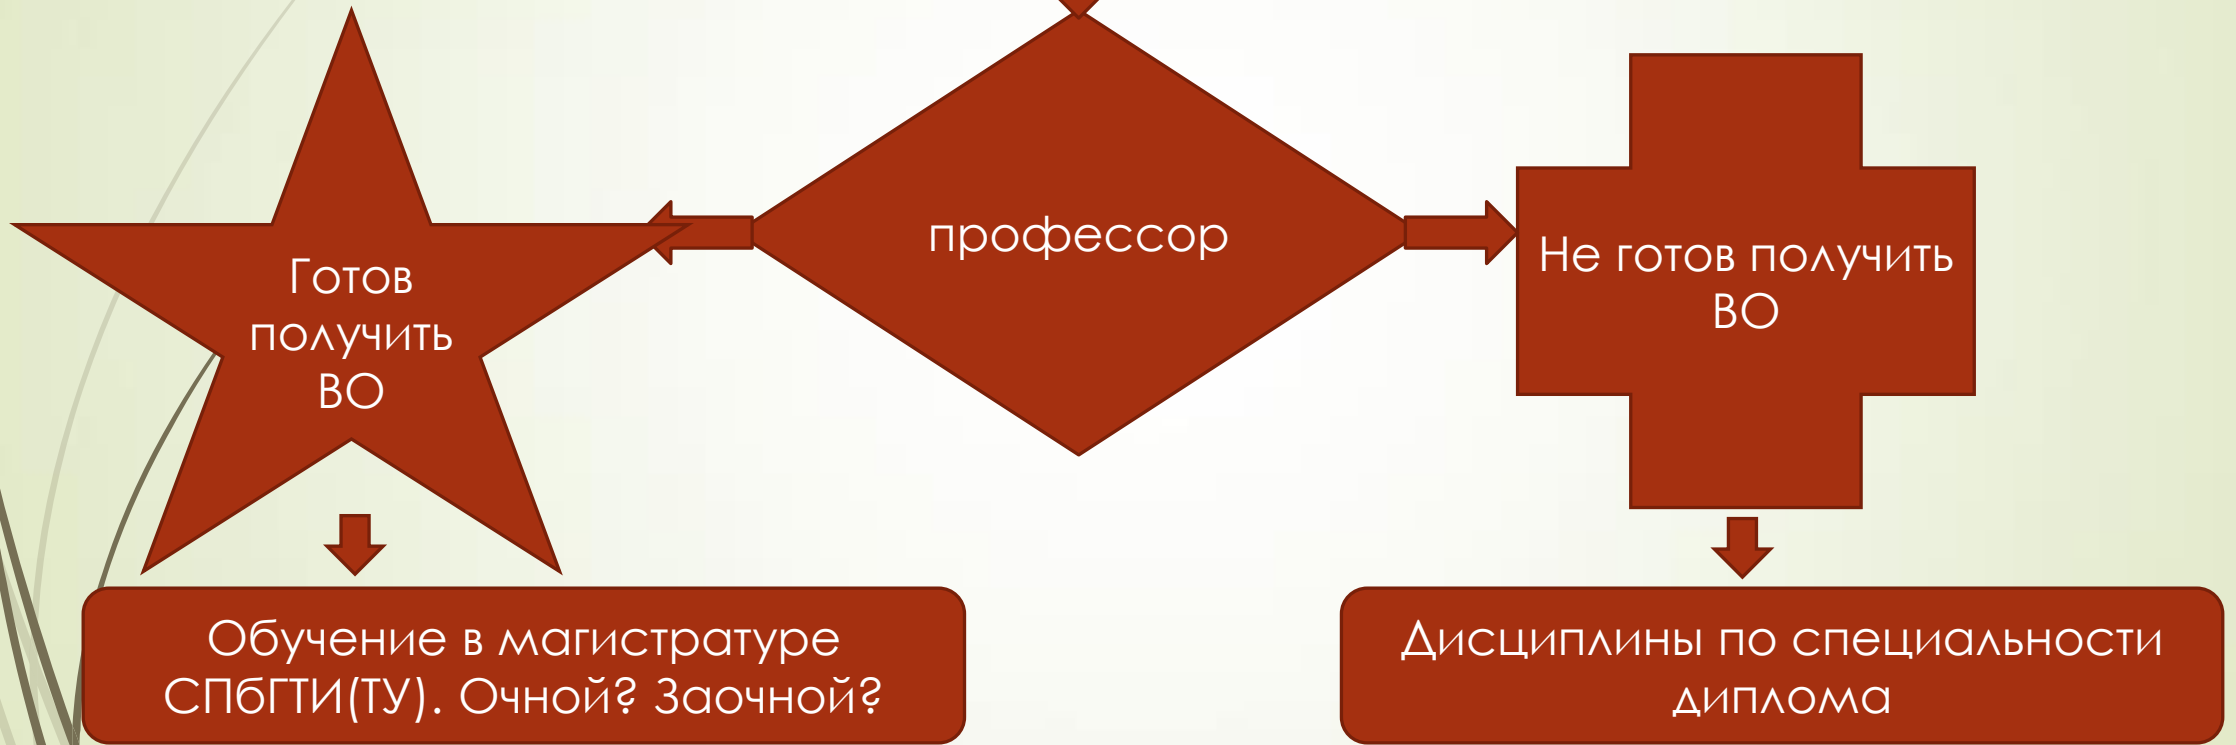 профессор
Готов
получить
ВО
Не готов получить
ВО
Обучение в магистратуре
СПбГТИ(ТУ). Очной? Заочной?
Дисциплины по специальности
диплома